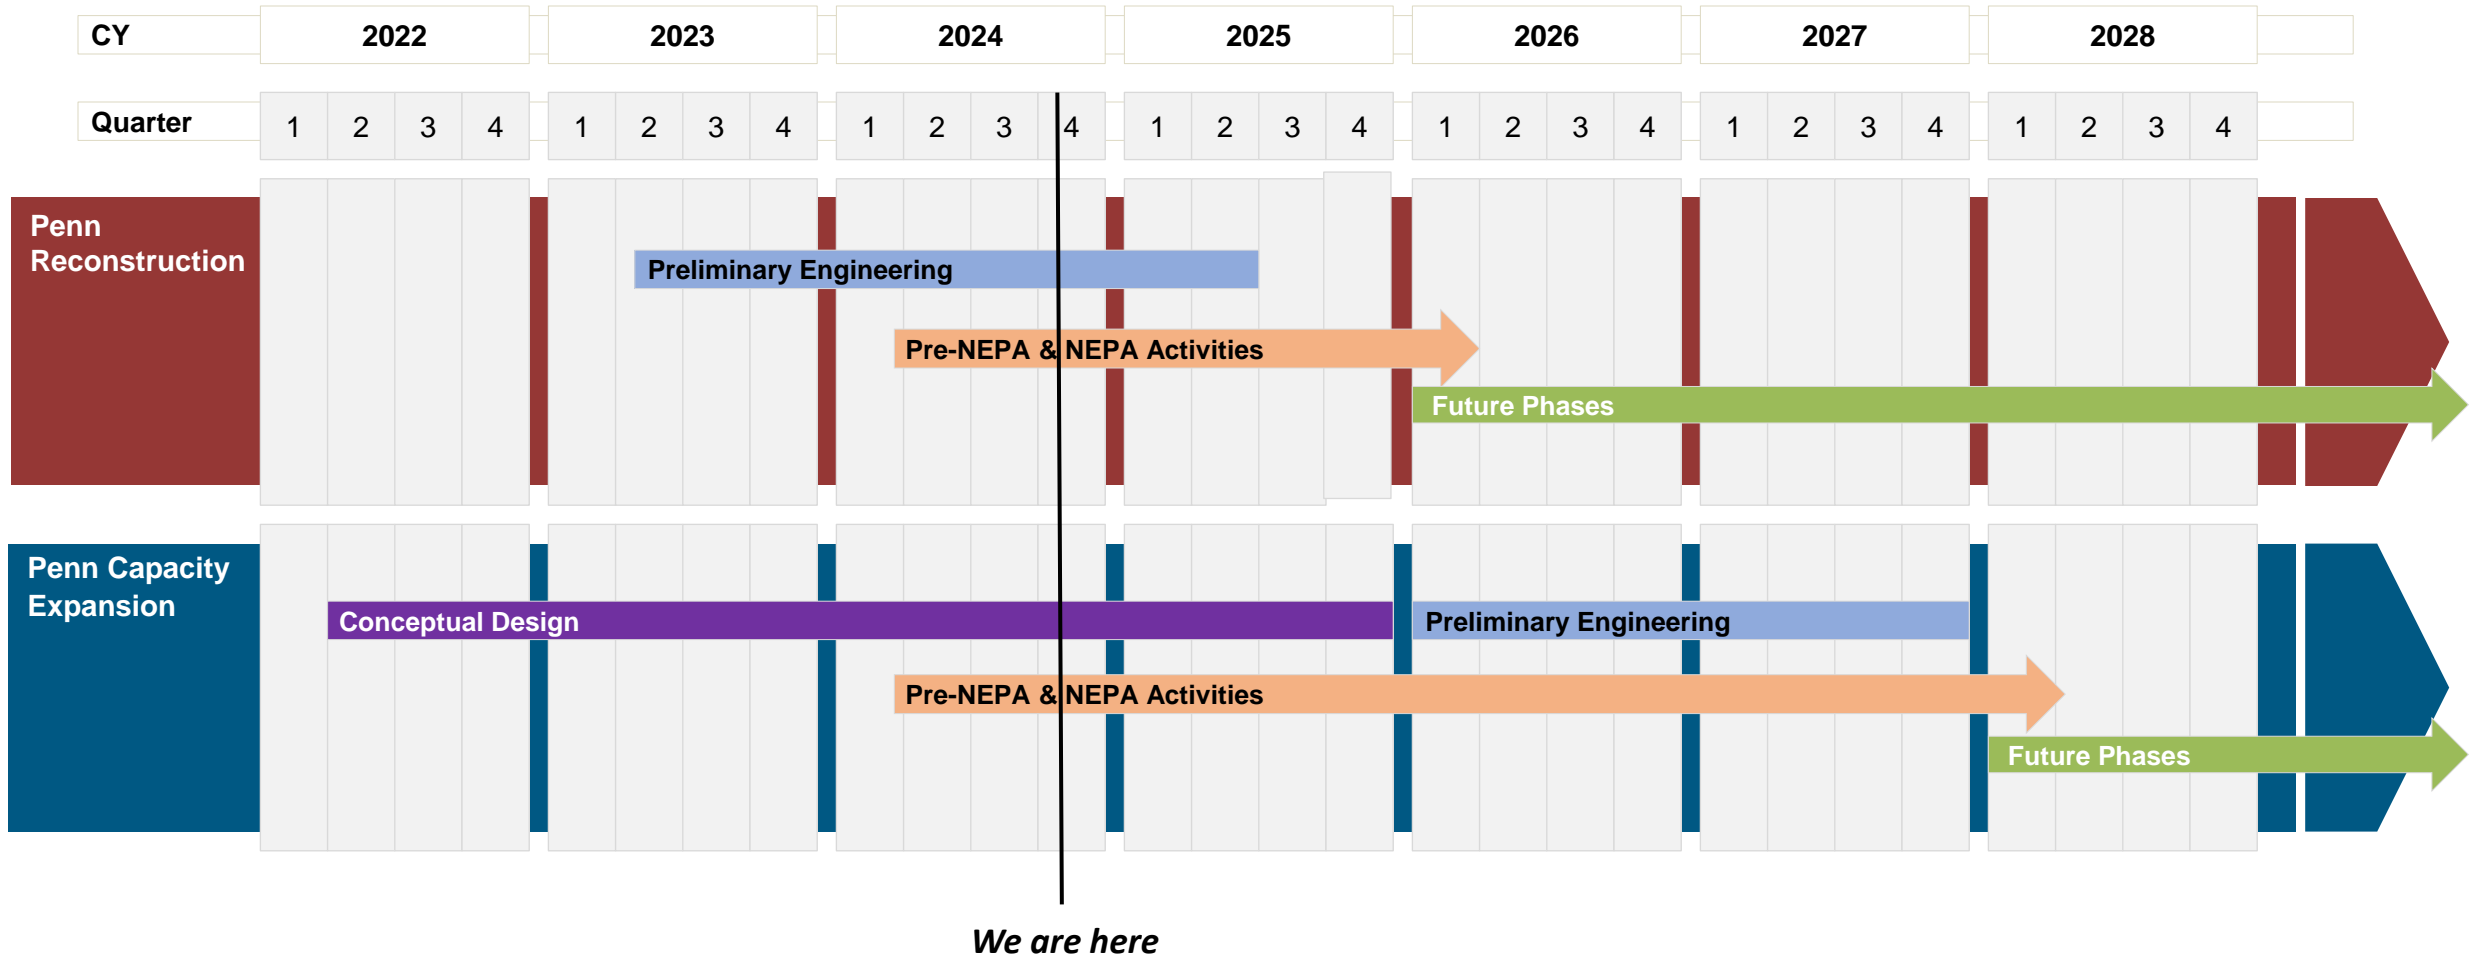 CY 2022 2023 2024 2025 2026 2027 2028
Quarter 1 2 3 4 1 2 3 4 1 2 3 4 1 2 3 4 1 2 3 4 1 2 3 4 1 2 3 4
Penn
Reconstruction
Preliminary Engineering
Pre-NEPA & NEPA Activities
Future Phases
Penn Capacity
Expansion
Conceptual Design Preliminary Engineering
Pre-NEPA & NEPA Activities
Future Phases
We are here